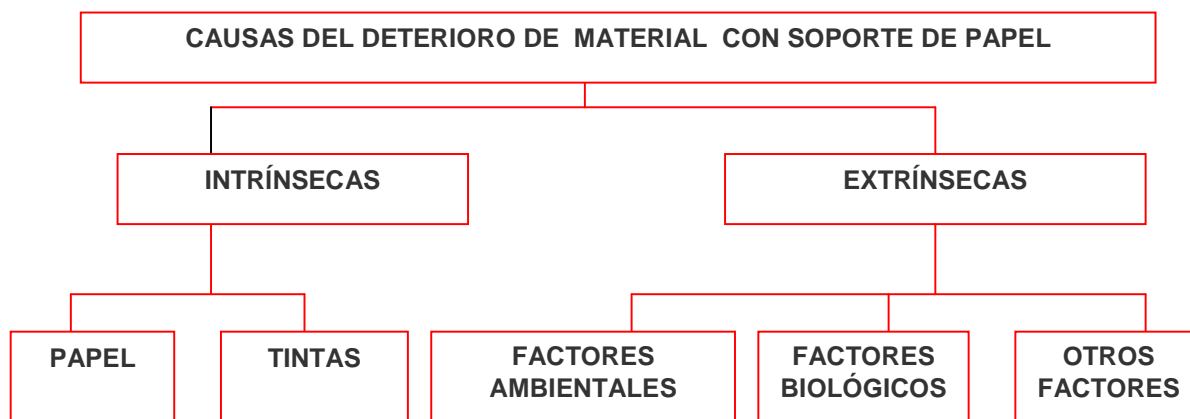 CAUSAS DEL DETERIORO DE MATERIAL CON SOPORTE DE PAPEL
INTRÍNSECAS
EXTRÍNSECAS
PAPEL
TINTAS
FACTORES
AMBIENTALES
FACTORES
BIOLÓGICOS
OTROS
FACTORES